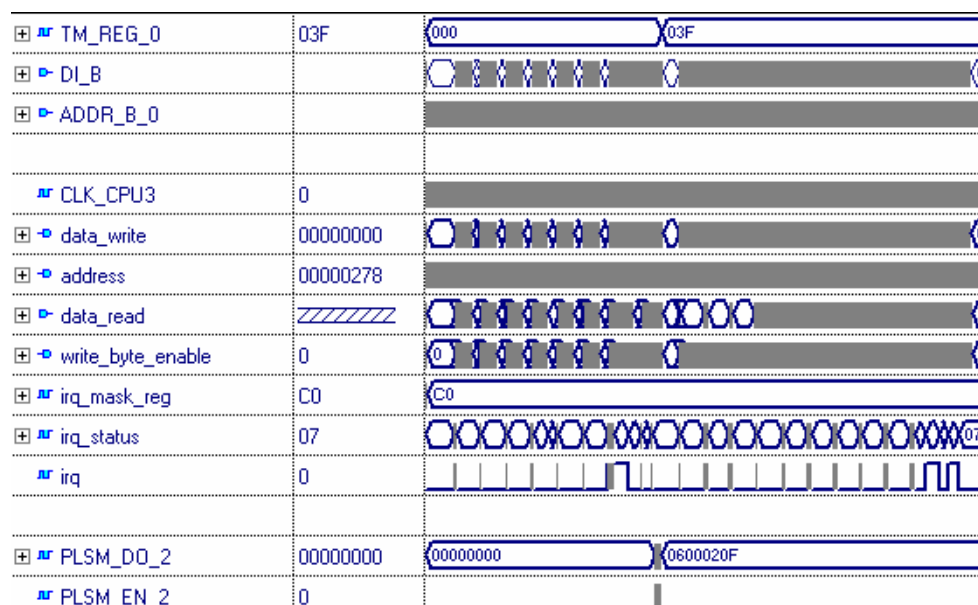 TM_REG_0 03F 000 03F
DI_B
ADDR_B_0
CLK_CPU3 0
data_write 00000000
address 00000278
data_read
write_byte_enable 0 0
irq_mask_reg C0 C0
irq_status 07 07
irq 0
PLSM_DO_2 00000000 00000000 0600020F
PLSM_EN_2 0